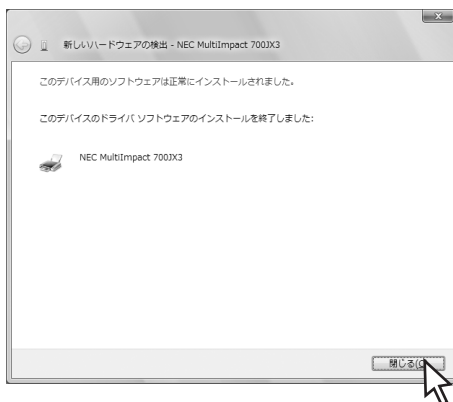 新しいハードウェアの検出 - NEC MultiImpact 700JX3
このデバイス用のソフトウェアは正常にインストールされました。
このデバイスのドライバ ソフトウェアのインストールを終了しました:
NEC MultiImpact 700JX3
閉じる(